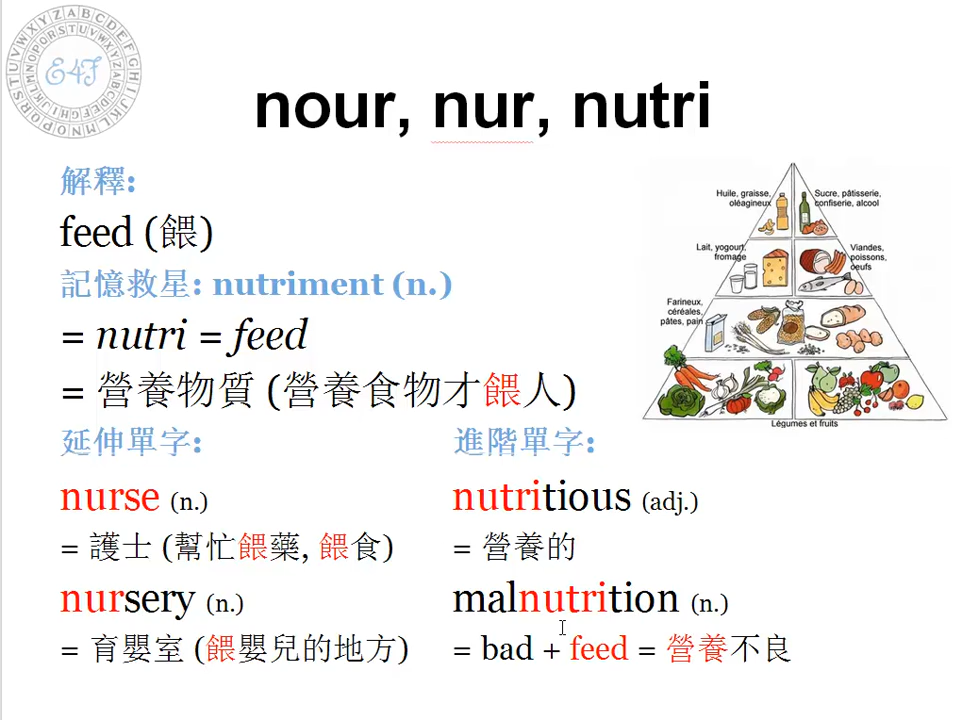 E4F
nour, nur, nutri
解釋:
feed (餵)
記憶救星: nutriment (n.)
= nutri = feed
= 營養物質 (營養食物才餵人)
Huile, graisse,
oléagineux
Sucre, pâtisserie,
confiserie, alcool
Lait, yogourt,
fromage
Viandes,
poissons,
œufs
Farineux,
céréales,
pâtes, pain
Légumes et fruits
延伸單字:
nurse (n.)
= 護士 (幫忙餵藥, 餵食)
nursery (n.)
= 育嬰室 (餵嬰兒的地方)
進階單字:
nutritious (adj.)
= 營養的
malnutrition (n.)
= bad + feed = 營養不良